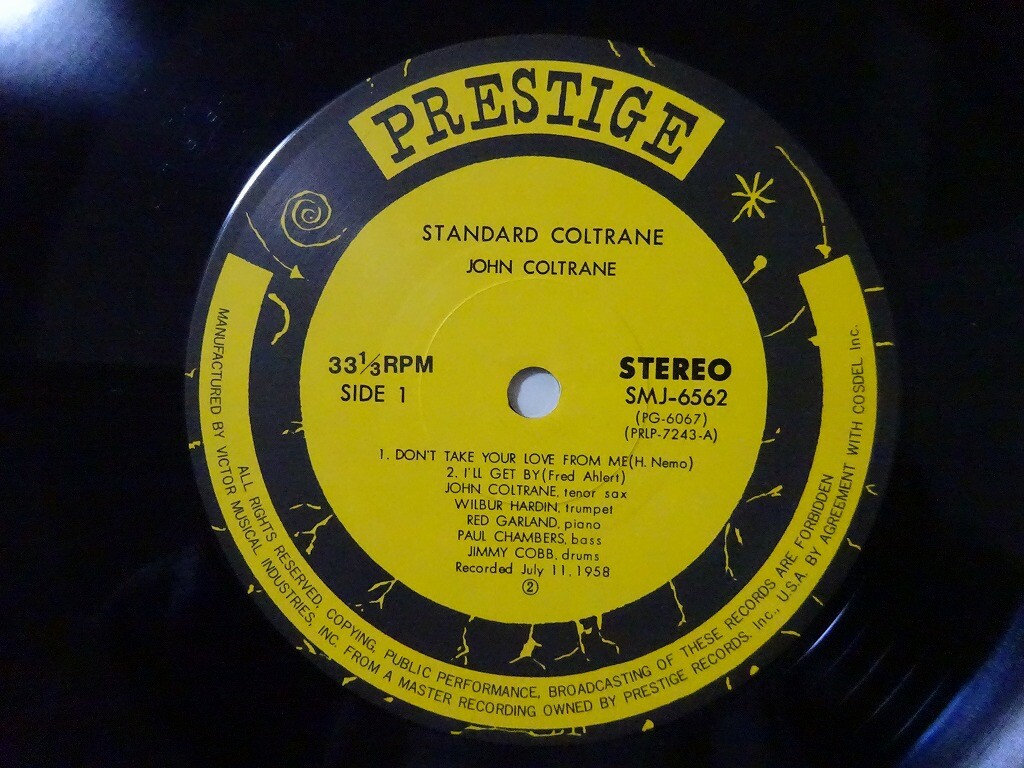 PRESTIGE
STANDARD COLTRANE
JOHN COLTRANE
33⅓RPM
SIDE 1
STEREO
SMJ-6562
(PG-6067)
(PRLP-7243-A)
1. DON'T TAKE YOUR LOVE FROM ME(H. Nemo)
2. I'LL GET BY(Fred Ahlert)
JOHN COLTRANE, tenor sax
WILBUR HARDIN, trumpet
RED GARLAND, piano
PAUL CHAMBERS, bass
JIMMY COBB, drums
Recorded July 11, 1958
②
ALL RIGHTS RESERVED, COPYING, PUBLIC PERFORMANCE, BROADCASTING OF THESE RECORDS ARE FORBIDDEN
MANUFACTURED BY VICTOR MUSICAL INDUSTRIES, INC. FROM A MASTER RECORDING OWNED BY PRESTIGE RECORDS, Inc., U.S.A. BY AGREEMENT WITH COSDEL Inc.